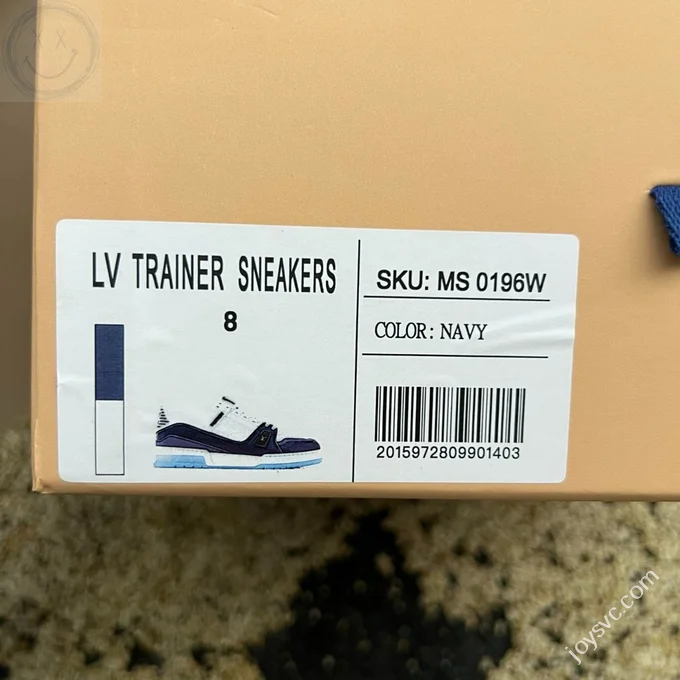 LV TRAINER SNEAKERS
8
SKU: MS 0196W
COLOR: NAVY
2015972809901403
joysvc.com